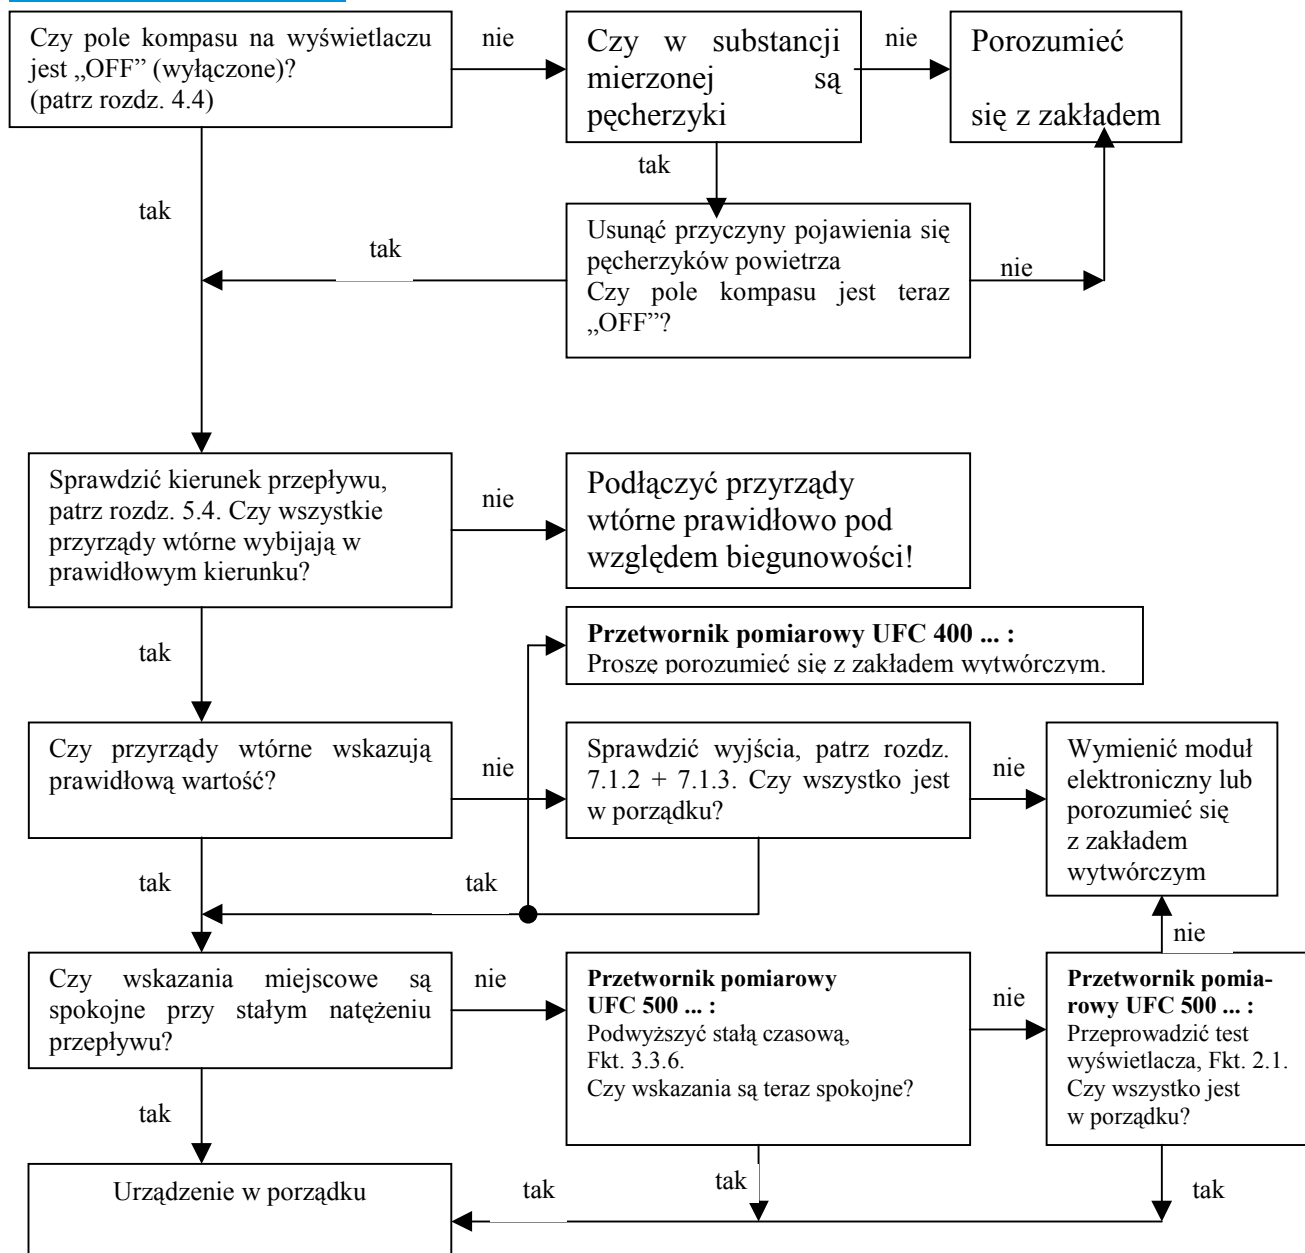 Czy pole kompasu na wyświetlaczu
jest „OFF” (wyłączone)?
(patrz rozdz. 4.4)
nie
Czy w substancji
mierzonej są
pęcherzyki
nie
Porozumieć
się z zakładem
tak
tak
Usunąć przyczyny pojawienia się
pęcherzyków powietrza
Czy pole kompasu jest teraz
„OFF”?
tak
nie
Sprawdzić kierunek przepływu,
patrz rozdz. 5.4. Czy wszystkie
przyrządy wtórne wybijają w
prawidłowym kierunku?
nie
Podłączyć przyrządy
wtórne prawidłowo pod
względem biegunowości!
tak
Przetwornik pomiarowy UFC 400 ... :
Proszę porozumieć się z zakładem wytwórczym.
Czy przyrządy wtórne wskazują
prawidłową wartość?
nie
Sprawdzić wyjścia, patrz rozdz.
7.1.2 + 7.1.3. Czy wszystko jest
w porządku?
nie
Wymienić moduł
elektroniczny lub
porozumieć się
z zakładem
wytwórczym
tak
tak
nie
Czy wskazania miejscowe są
spokojne przy stałym natężeniu
przepływu?
nie
Przetwornik pomiarowy
UFC 500 ... :
Podwyższyć stałą czasową,
Fkt. 3.3.6.
Czy wskazania są teraz spokojne?
nie
Przetwornik pomia-
rowy UFC 500 ... :
Przeprowadzić test
wyświetlacza, Fkt. 2.1.
Czy wszystko jest
w porządku?
tak
Urządzenie w porządku
tak
tak
tak